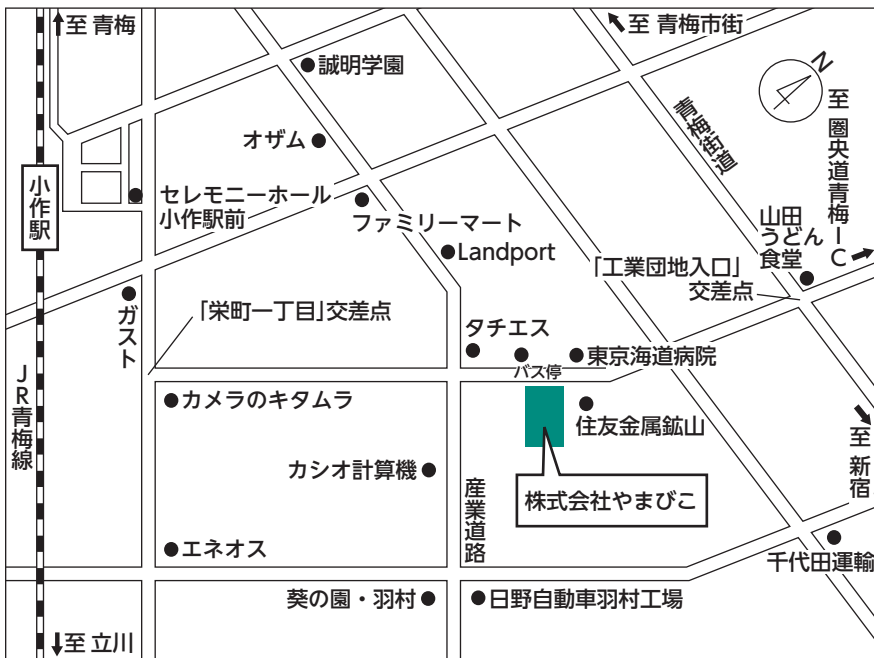 至 青梅
至 青梅市街
誠明学園
N
至 圏央道青梅IC
青梅街道
オザム
小作駅
セレモニーホール
小作駅前
ファミリーマート
山田
うどん
食堂
Landport
「工業団地入口」
交差点
ガスト
「栄町一丁目」交差点
タチエス
バス停
東京海道病院
JR青梅線
カメラのキタムラ
住友金属鉱山
至 新宿
カシオ計算機
産業道路
株式会社やまびこ
エネオス
千代田運輸
葵の園・羽村
日野自動車羽村工場
至 立川